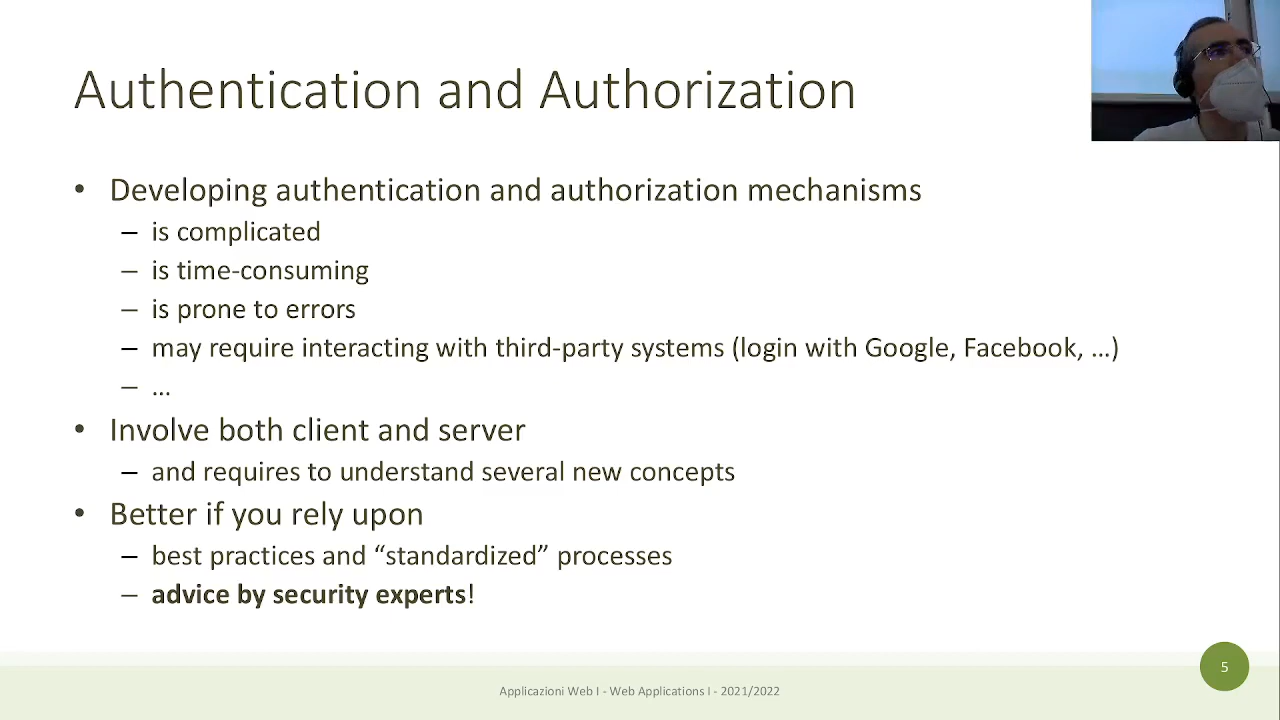 Authentication and Authorization
• Developing authentication and authorization mechanisms
– is complicated
– is time-consuming
– is prone to errors
– may require interacting with third-party systems (login with Google, Facebook, …)
– …
• Involve both client and server
– and requires to understand several new concepts
• Better if you rely upon
– best practices and “standardized” processes
– advice by security experts!
5
Applicazioni Web I - Web Applications I - 2021/2022